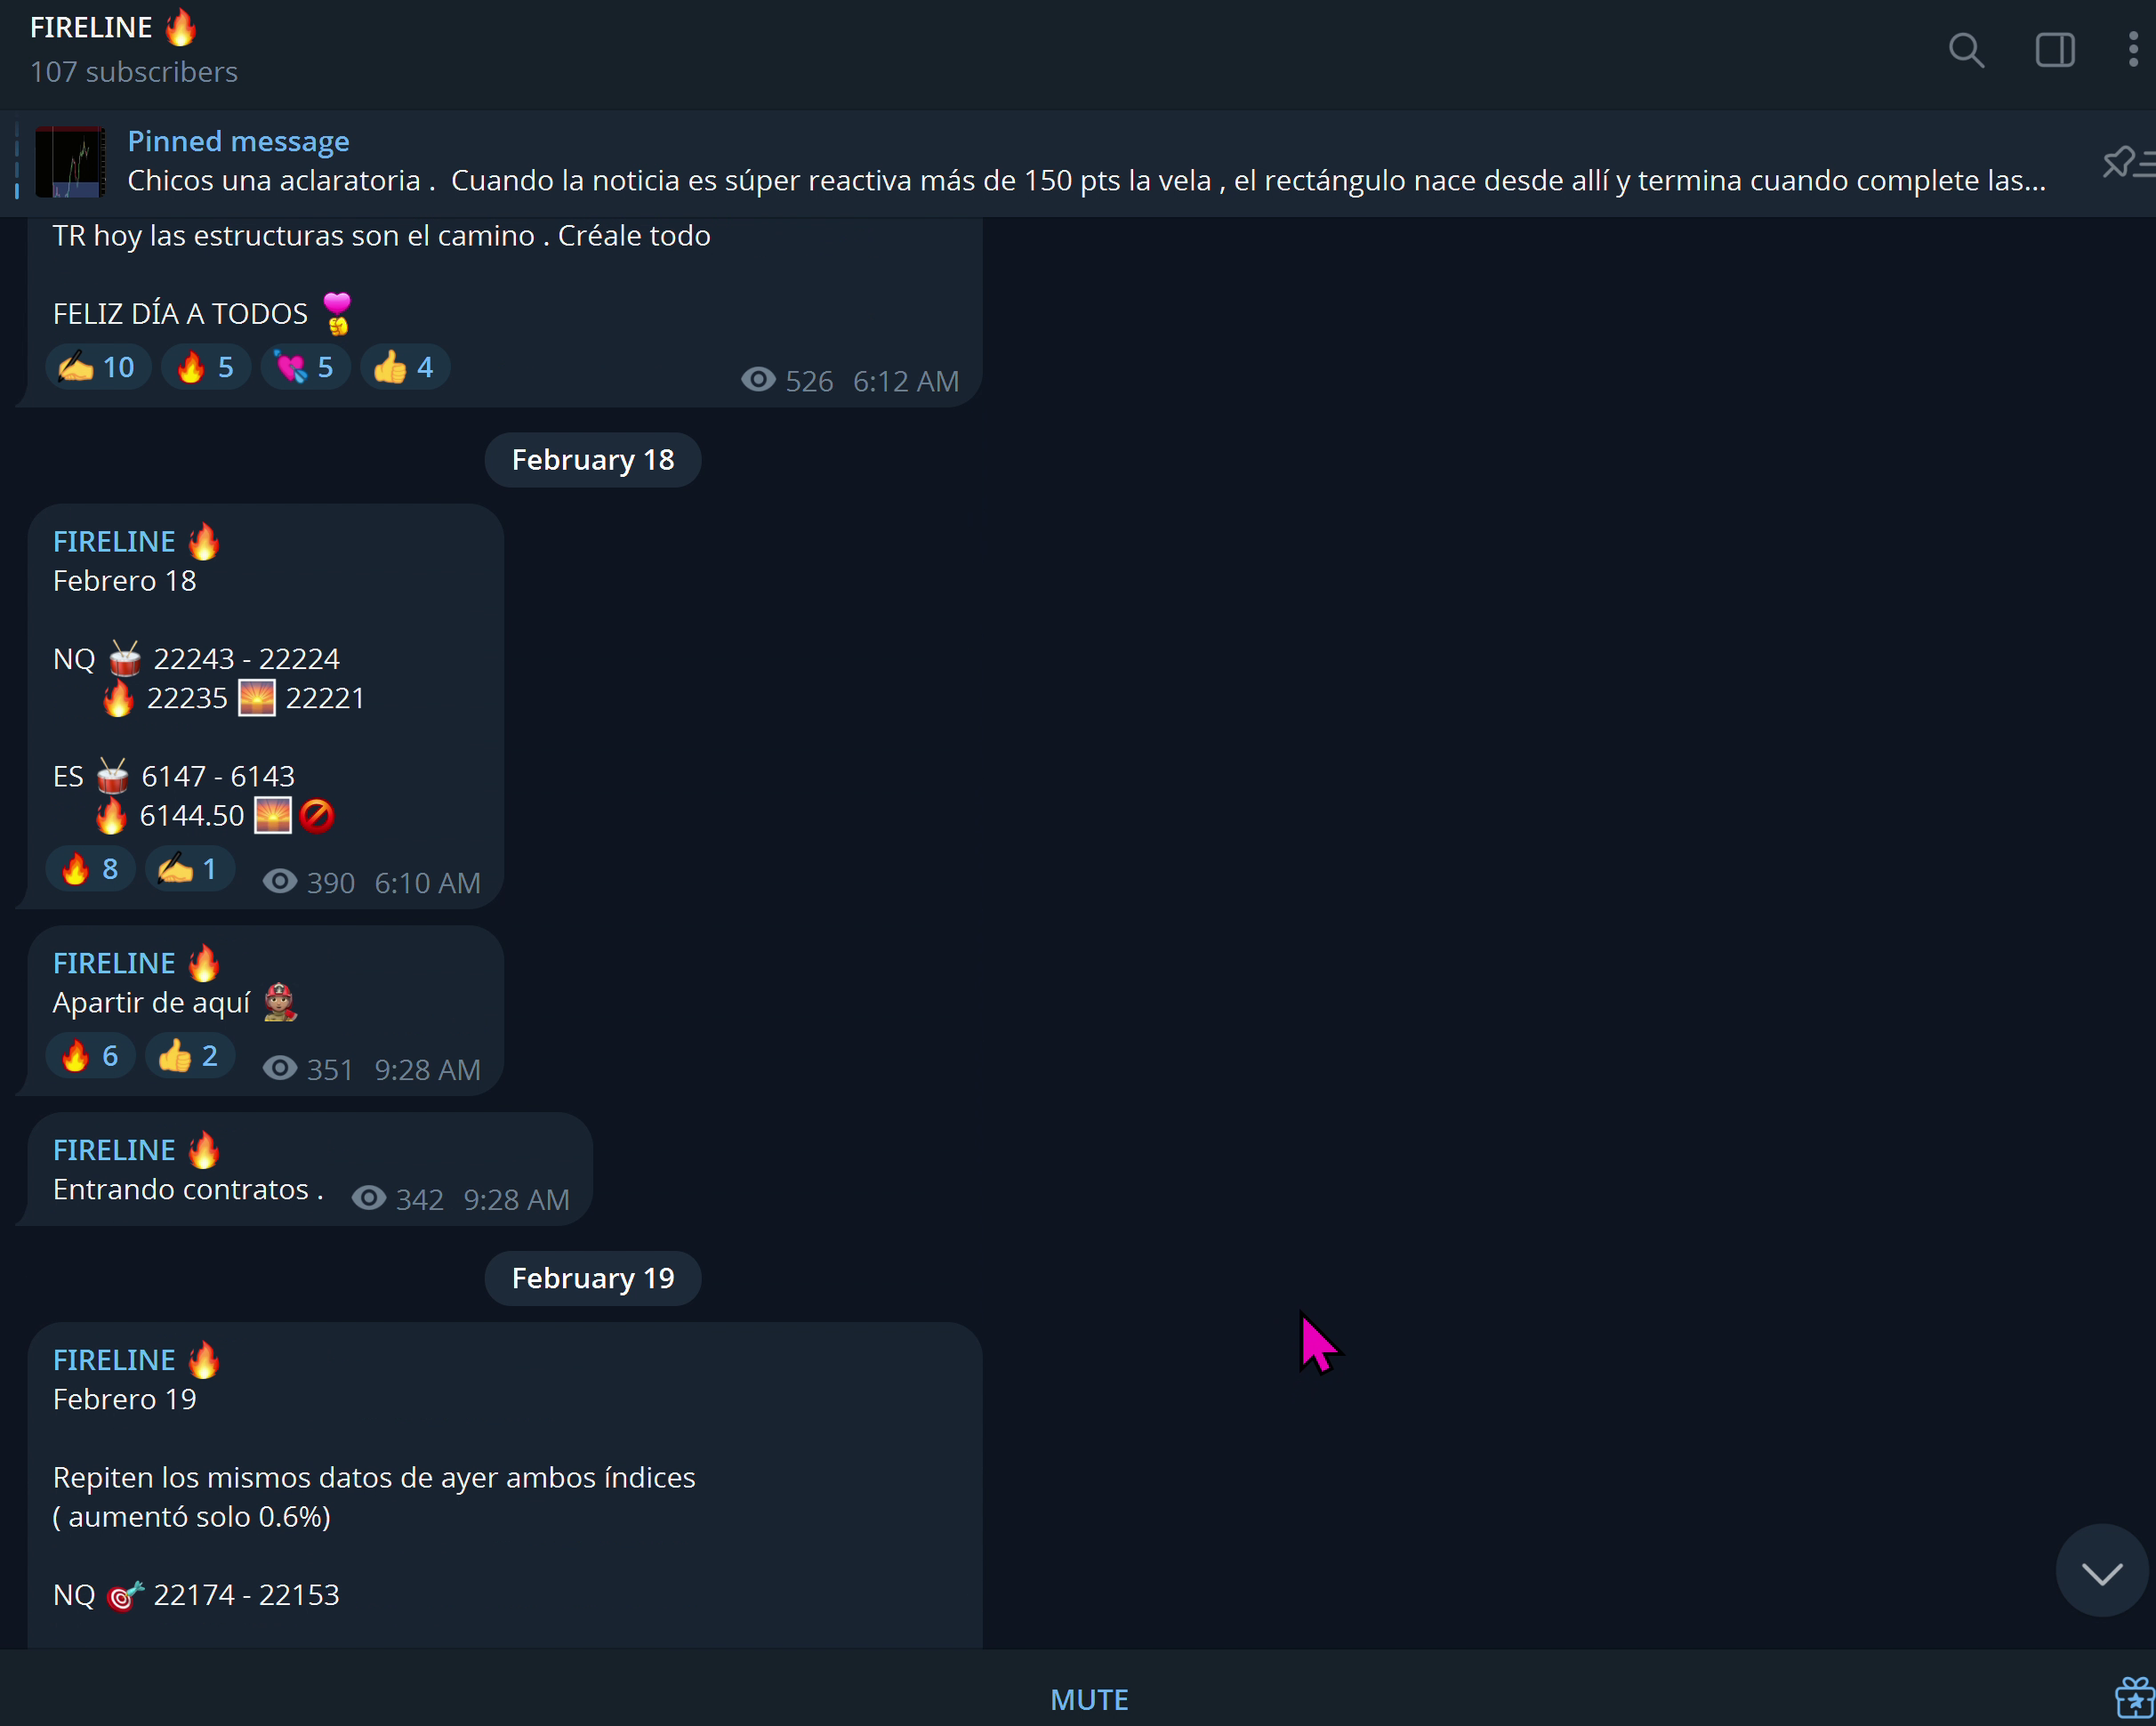 FIRELINE 🔥
107 subscribers
Pinned message
Chicos una aclaratoria .  Cuando la noticia es súper reactiva más de 150 pts la vela , el rectángulo nace desde allí y termina cuando complete las...
TR hoy las estructuras son el camino . Créale todo
FELIZ DÍA A TODOS
✍️ 10 🔥 5 💘 5 👍 4
526 6:12 AM
February 18
FIRELINE 🔥
Febrero 18
NQ 🥁 22243 - 22224
🔥 22235 🌅 22221
ES 🥁 6147 - 6143
🔥 6144.50 🌅 🚫
🔥 8 ✍️ 1 390 6:10 AM
FIRELINE 🔥
Apartir de aquí
🔥 6 👍 2 351 9:28 AM
FIRELINE 🔥
Entrando contratos . 342 9:28 AM
February 19
FIRELINE 🔥
Febrero 19
Repiten los mismos datos de ayer ambos índices
( aumentó solo 0.6%)
NQ 🎯 22174 - 22153
MUTE